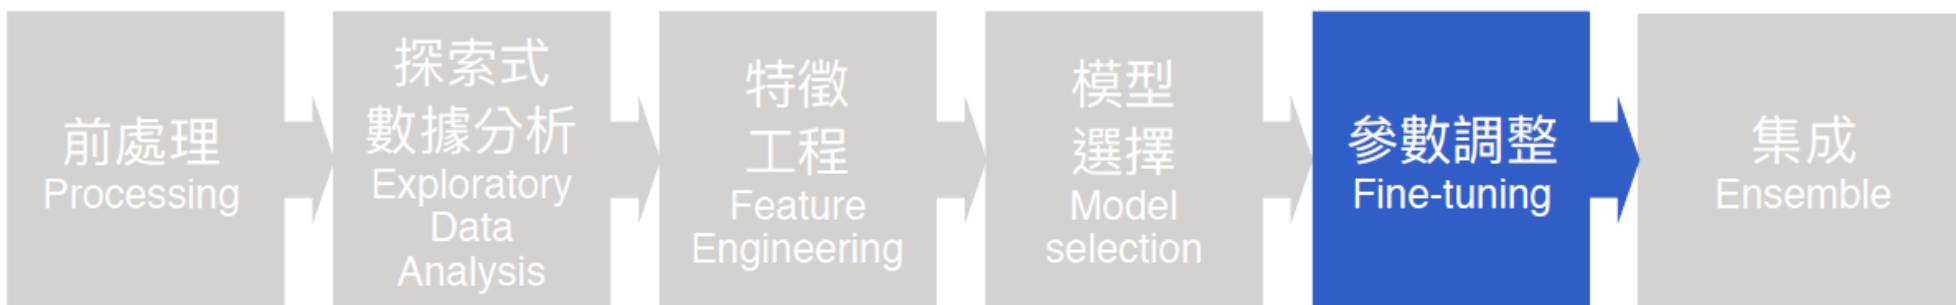 前處理
Processing
探索式
數據分析
Exploratory
Data
Analysis
特徵
工程
Feature
Engineering
模型
選擇
Model
selection
參數調整
Fine-tuning
集成
Ensemble